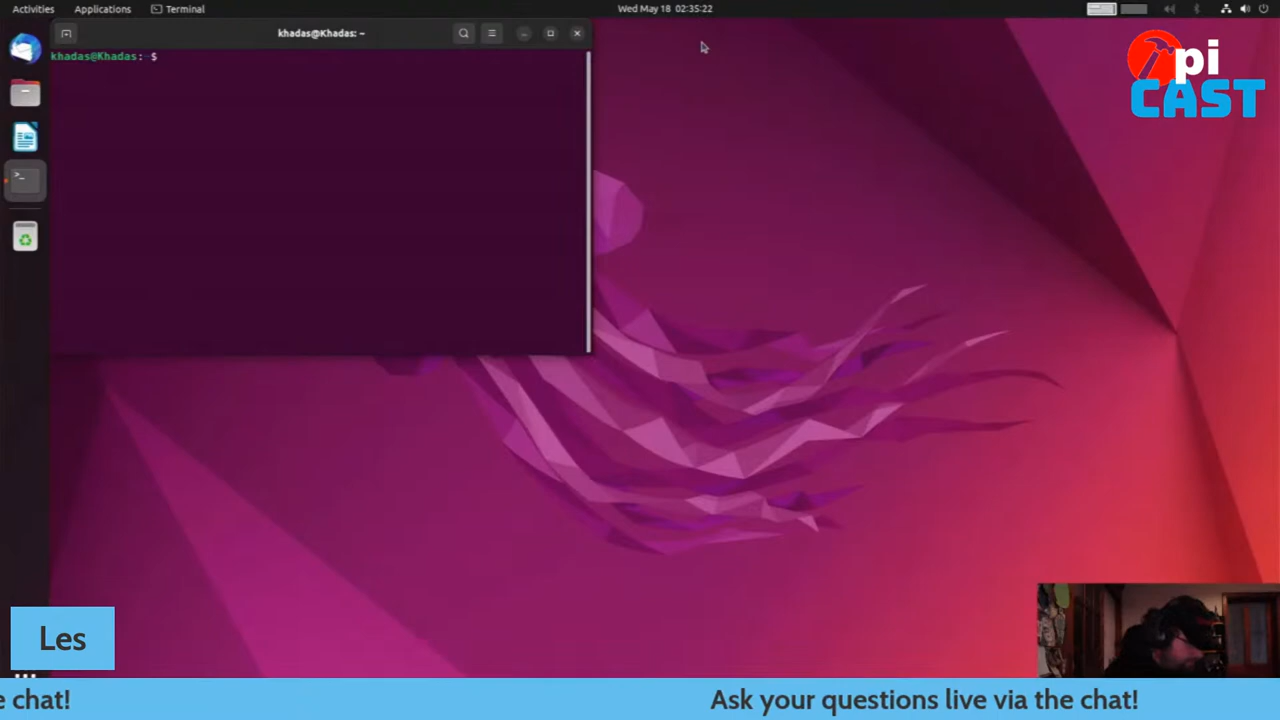 Activities Applications Terminal Wed May 18 02:35:22
khadas@Khadas: ~
khadas@Khadas:~$
>_
pi
CAST
Les
e chat! Ask your questions live via the chat!